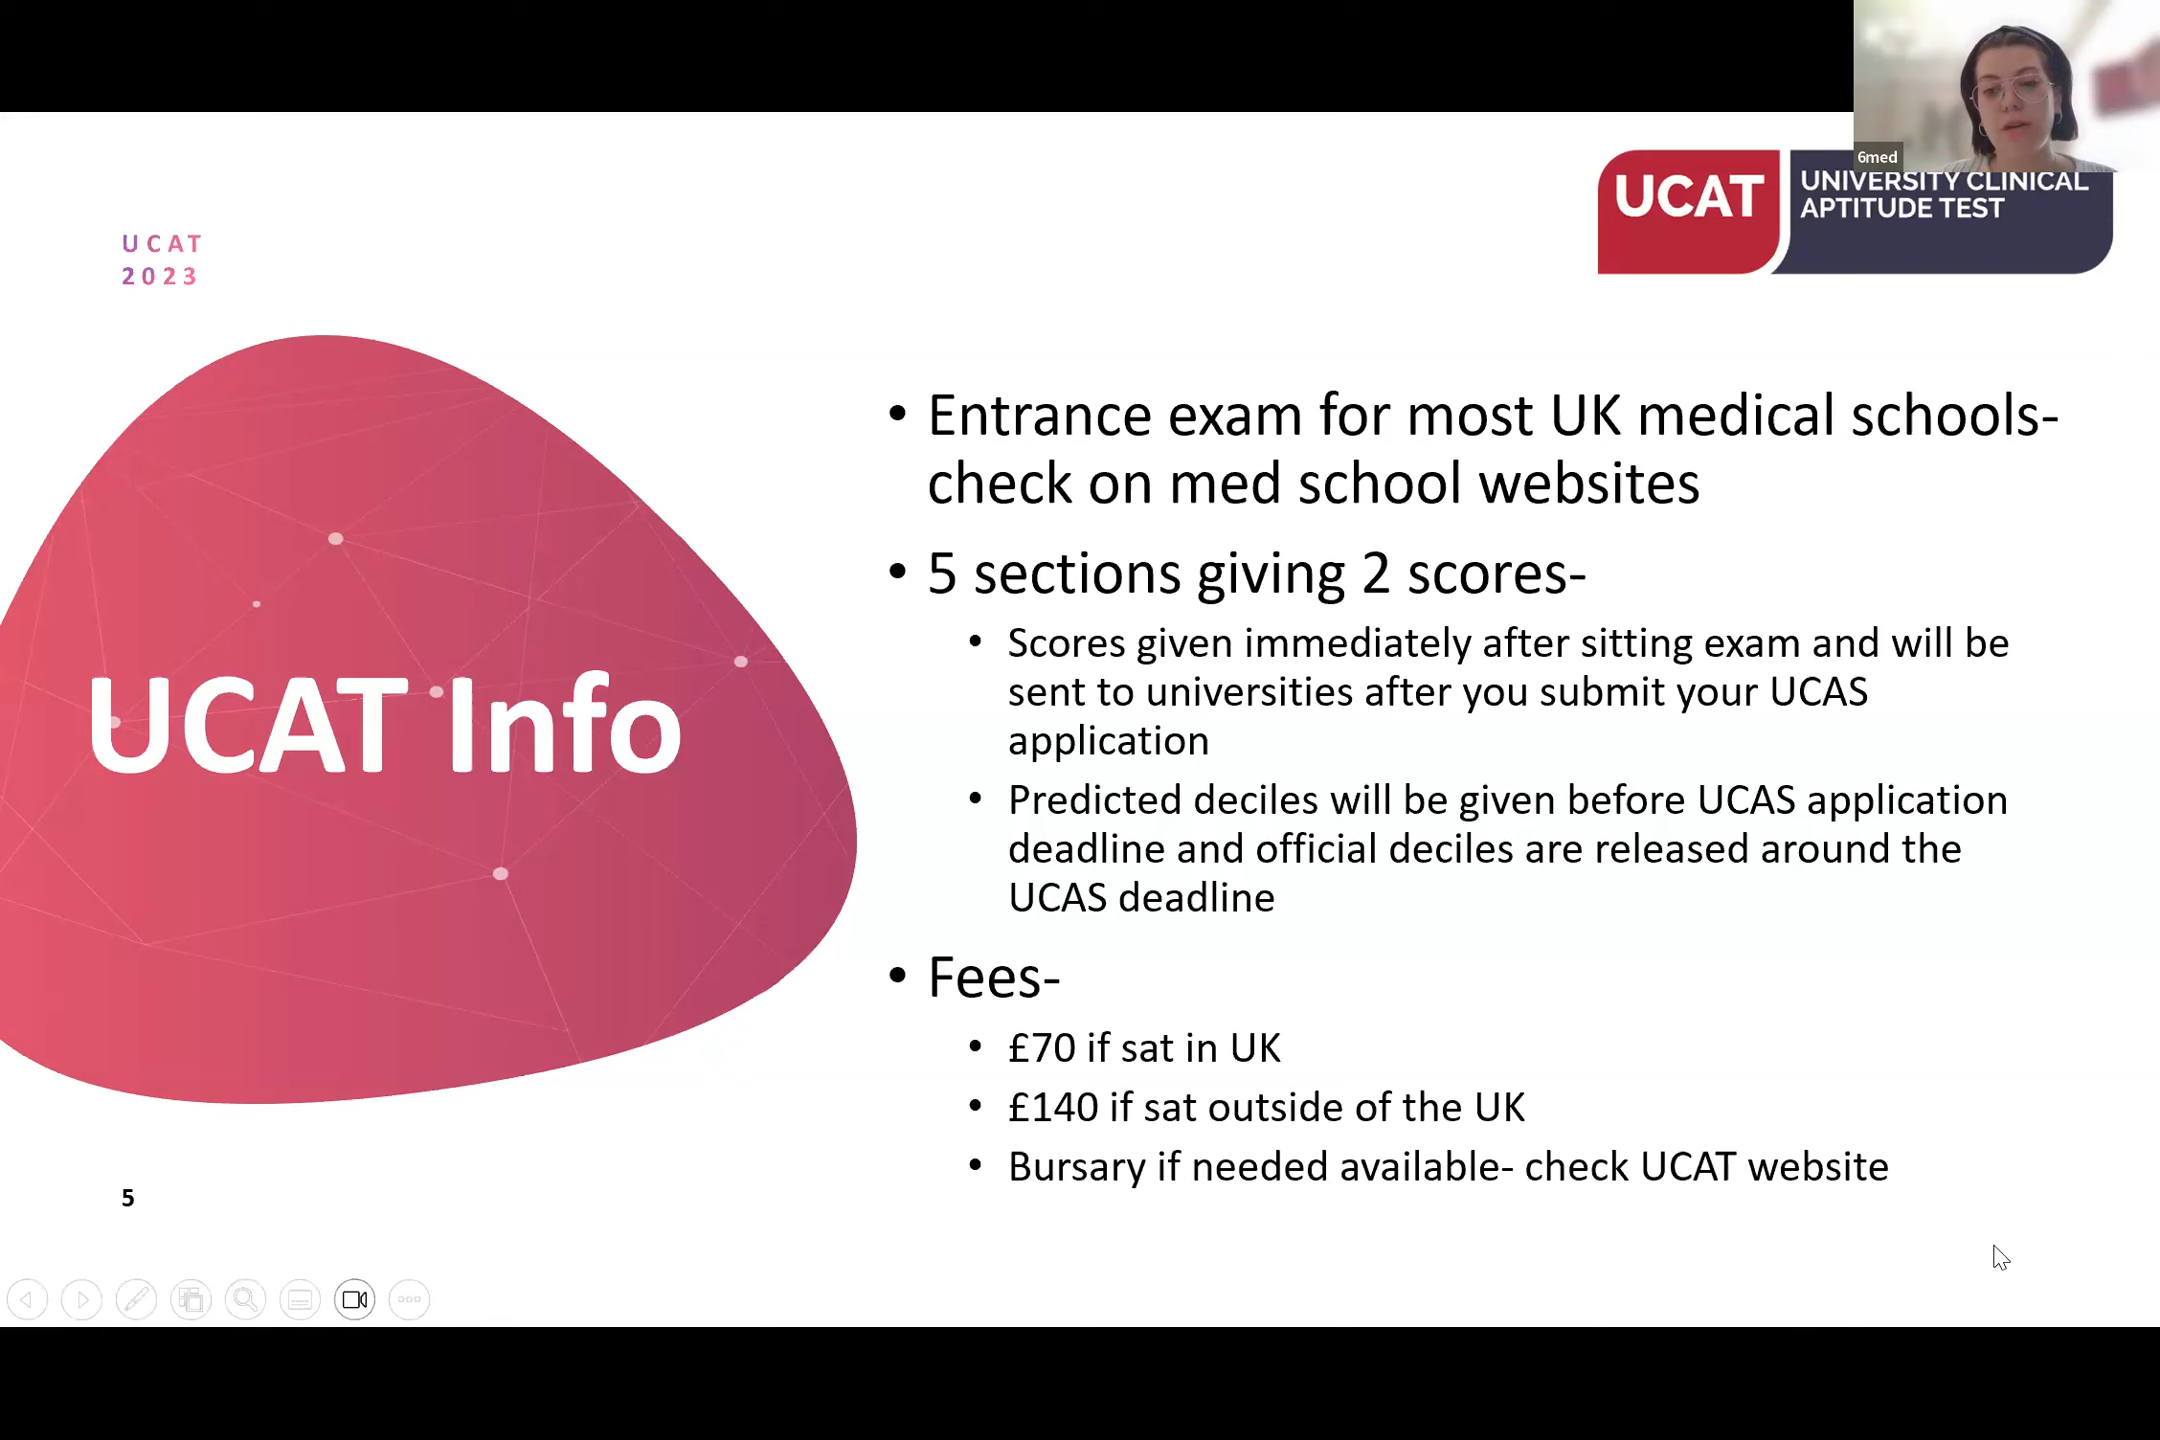 6med
UCAT
UNIVERSITY CLINICAL
APTITUDE TEST
UCAT
2023
UCAT Info
• Entrance exam for most UK medical schools-
check on med school websites
• 5 sections giving 2 scores-
• Scores given immediately after sitting exam and will be
sent to universities after you submit your UCAS
application
• Predicted deciles will be given before UCAS application
deadline and official deciles are released around the
UCAS deadline
• Fees-
• £70 if sat in UK
• £140 if sat outside of the UK
• Bursary if needed available- check UCAT website
5